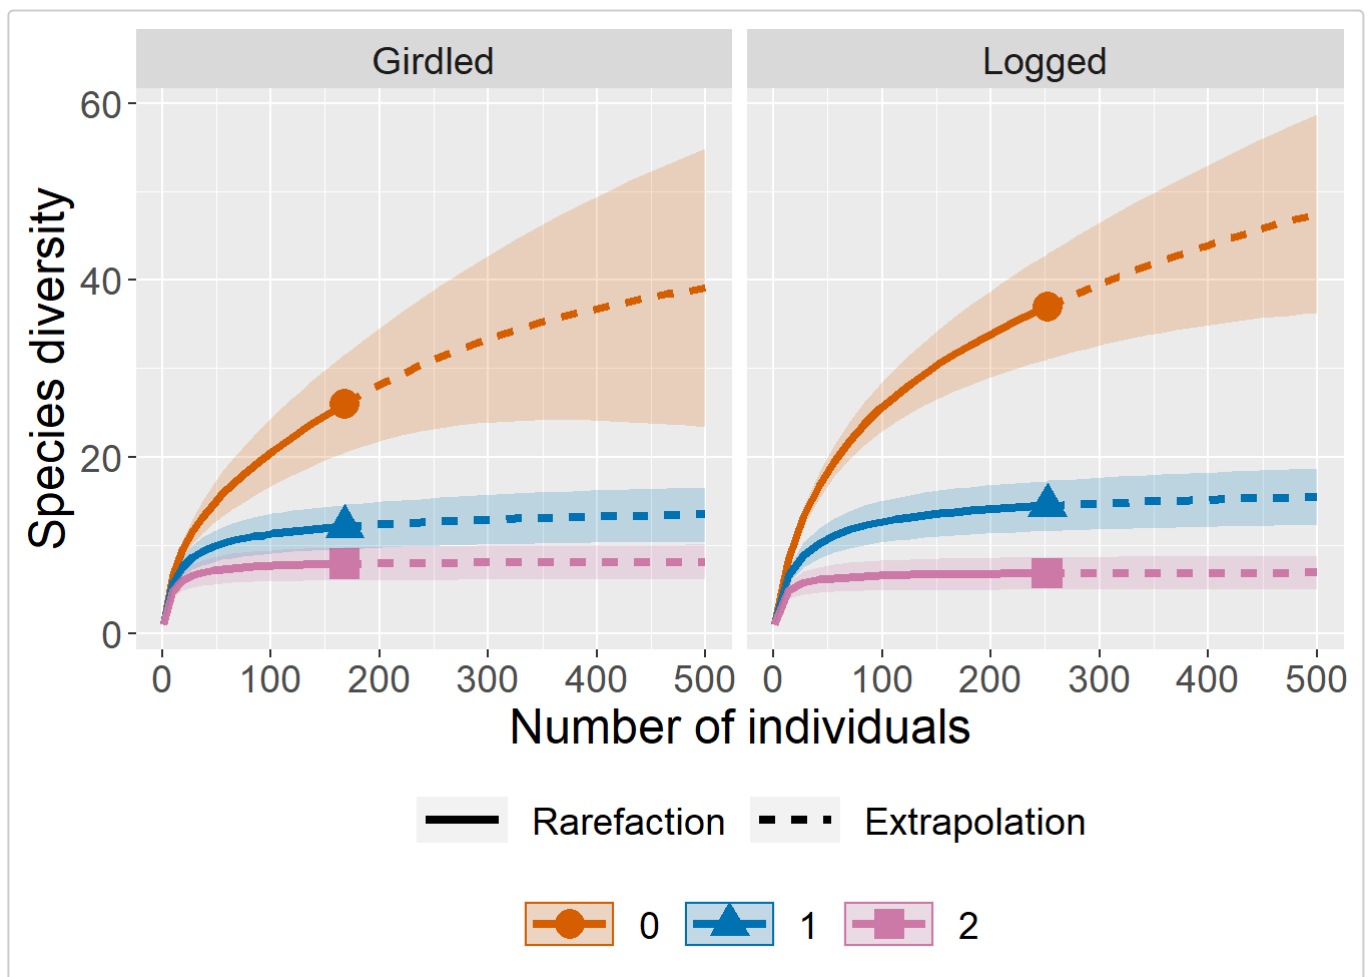 Girdled Logged
60
40
20
0
Species diversity
0 100 200 300 400 500 0 100 200 300 400 500
Number of individuals
Rarefaction Extrapolation
0 1 2